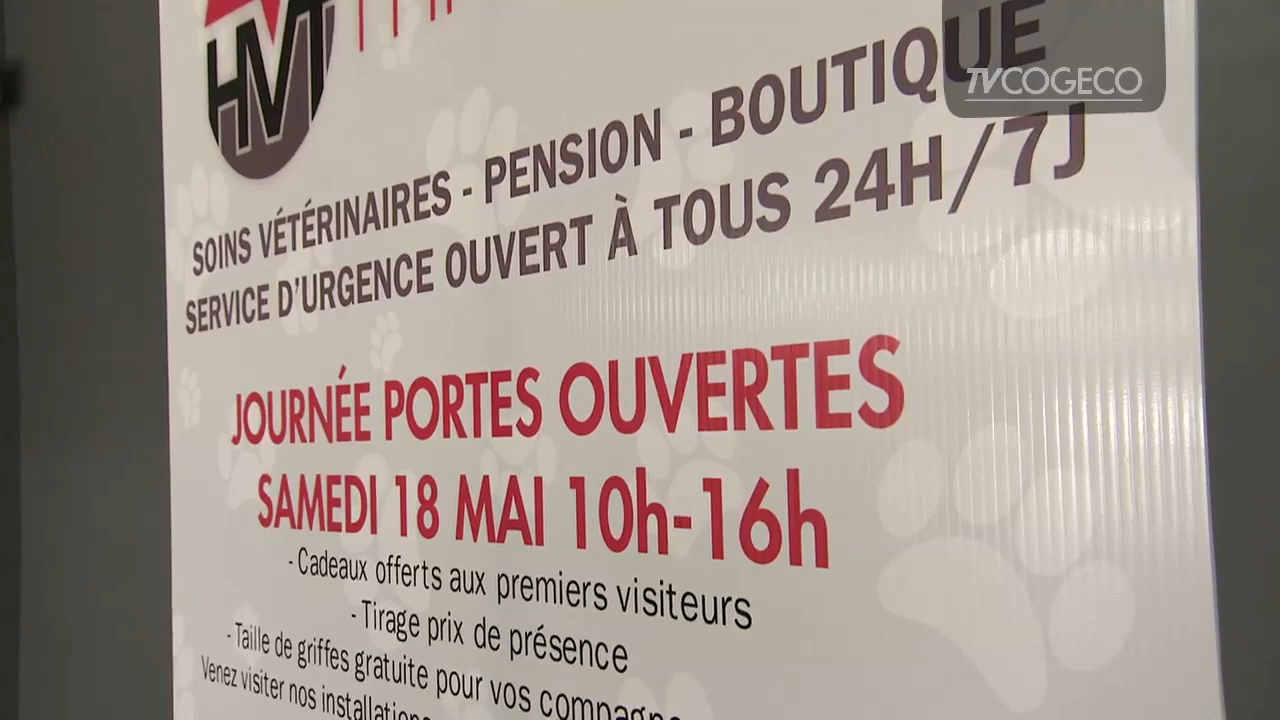 HMT
TVCOGECO
SOINS VÉTÉRINAIRES - PENSION - BOUTIQUE
SERVICE D'URGENCE OUVERT À TOUS 24H/7J
JOURNÉE PORTES OUVERTES
SAMEDI 18 MAI 10h-16h
- Cadeaux offerts aux premiers visiteurs
- Tirage prix de présence
- Taille de griffes gratuite pour vos
Venez visiter nos